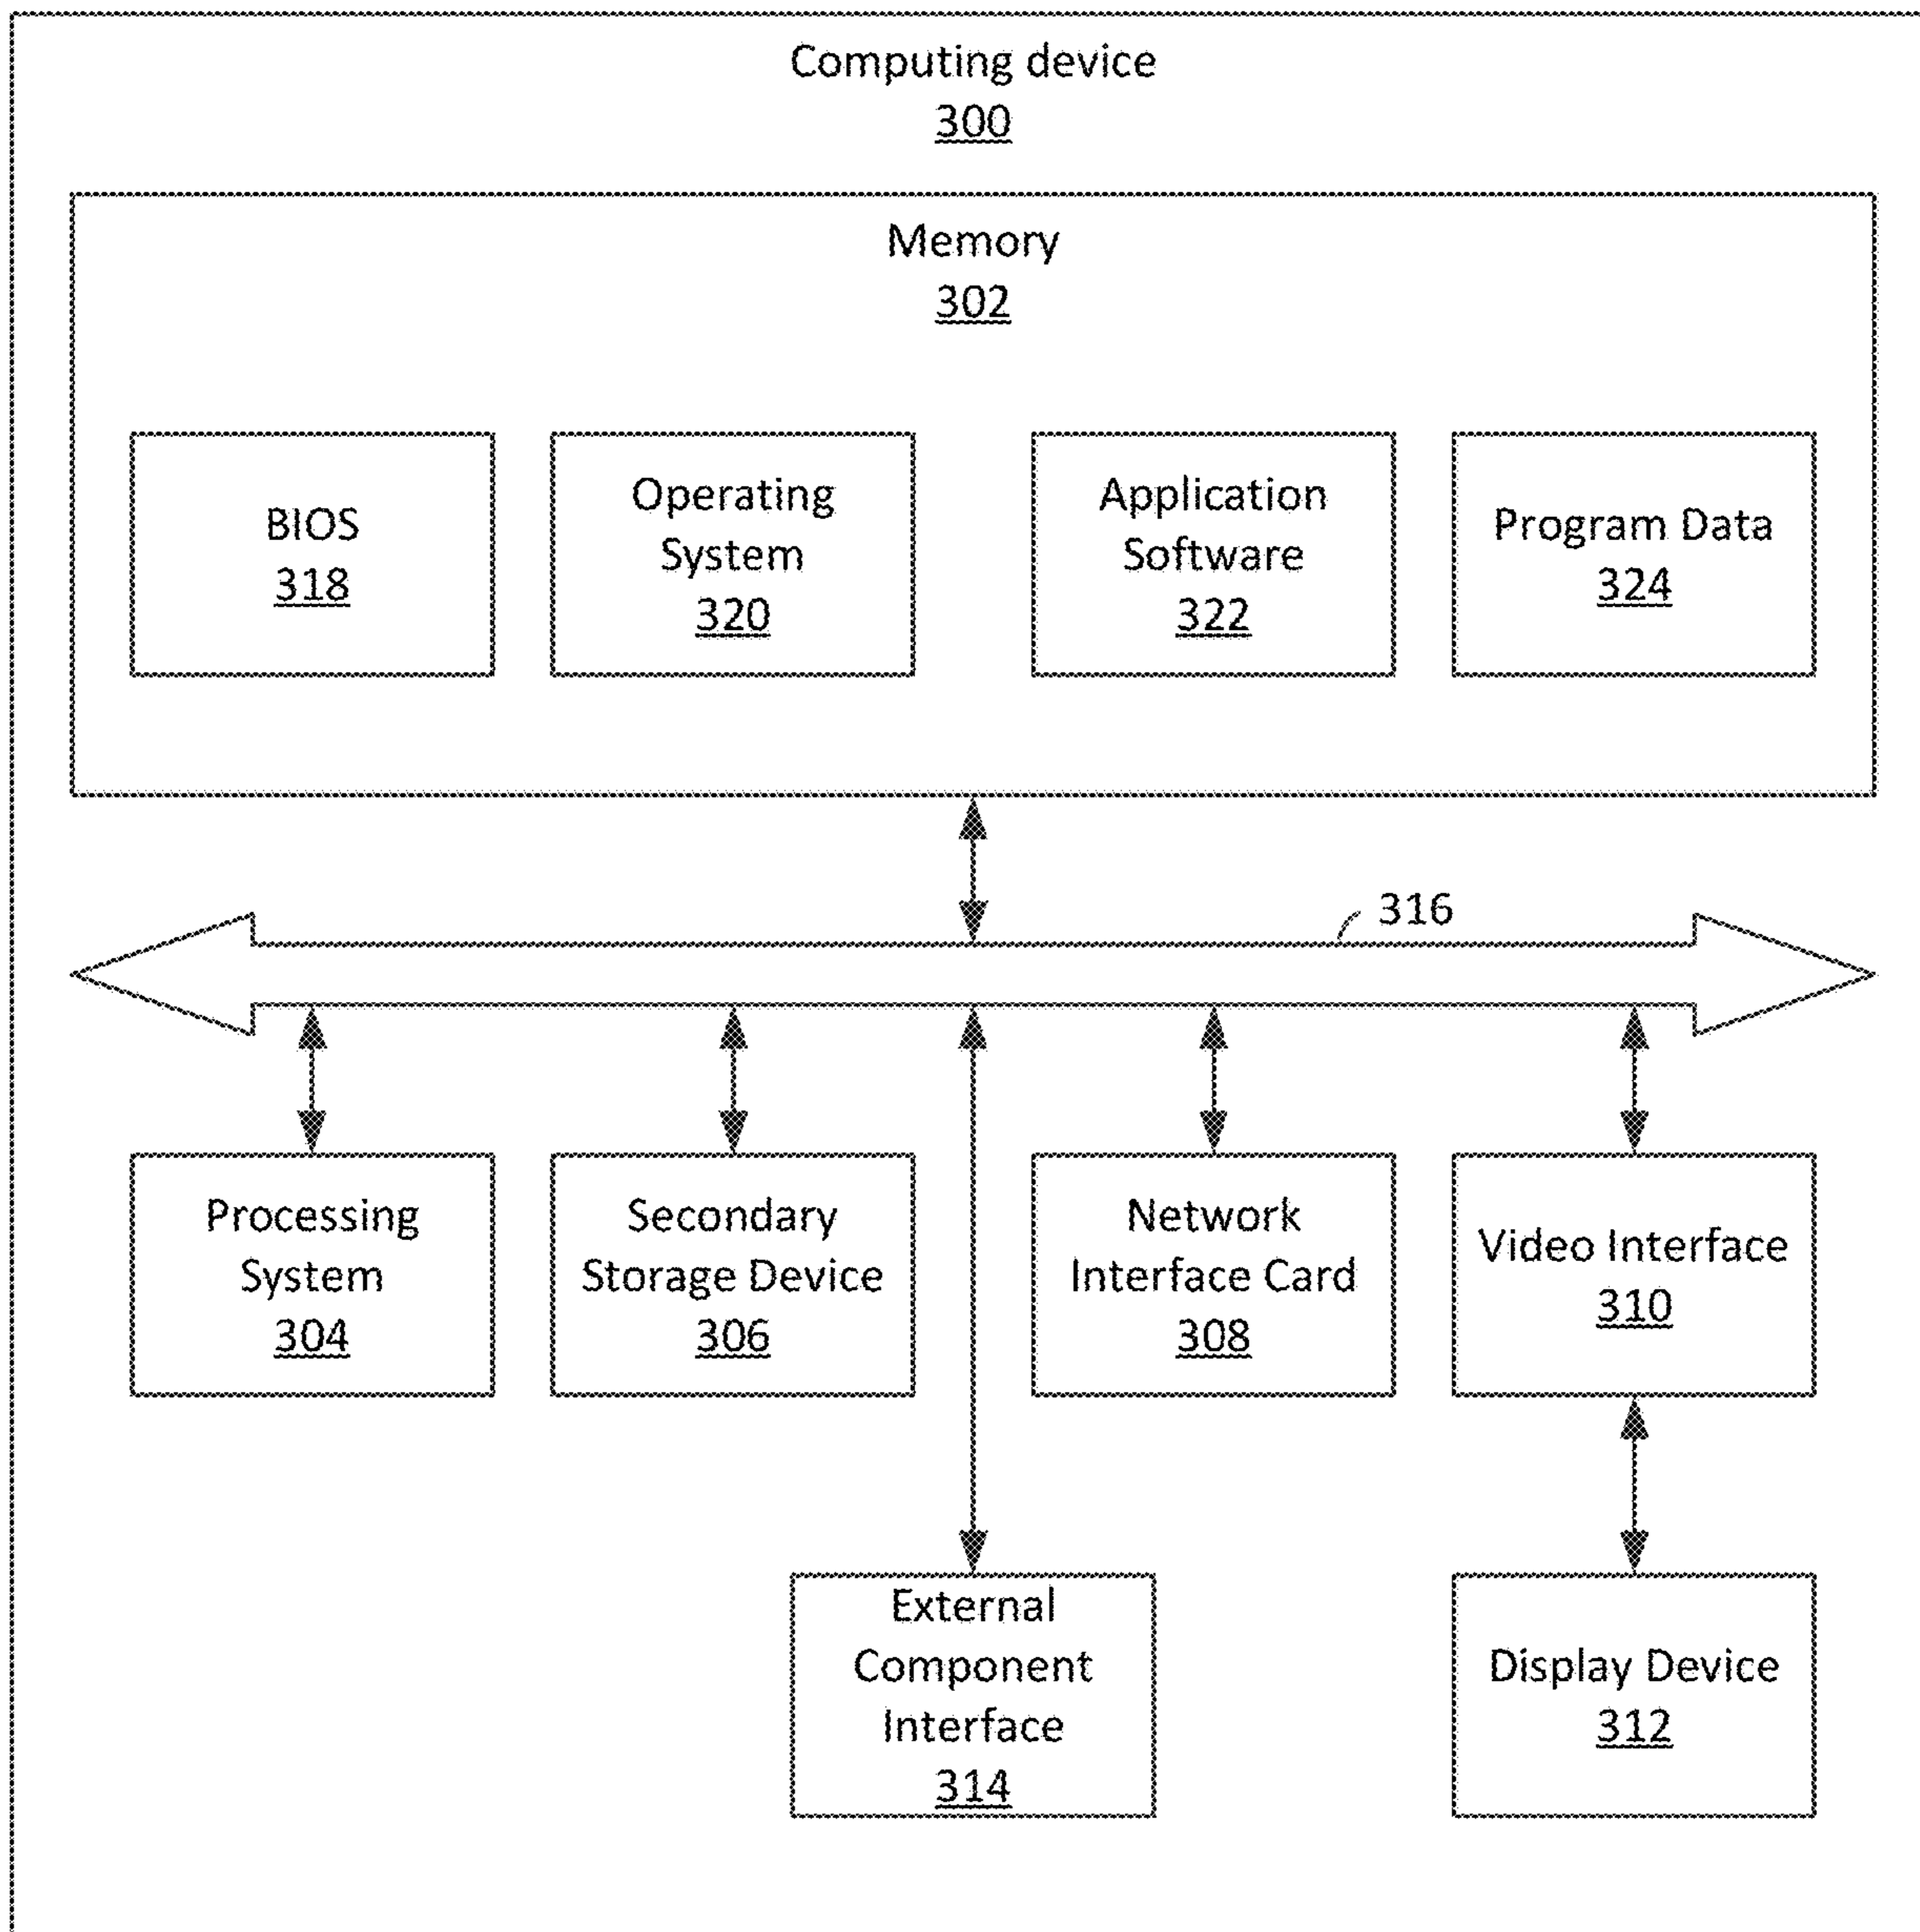 Computing device
300
Memory
302
BIOS
318
Operating
System
320
Application
Software
322
Program Data
324
316
Processing
System
304
Secondary
Storage Device
306
Network
Interface Card
308
Video Interface
310
External
Component
Interface
314
Display Device
312